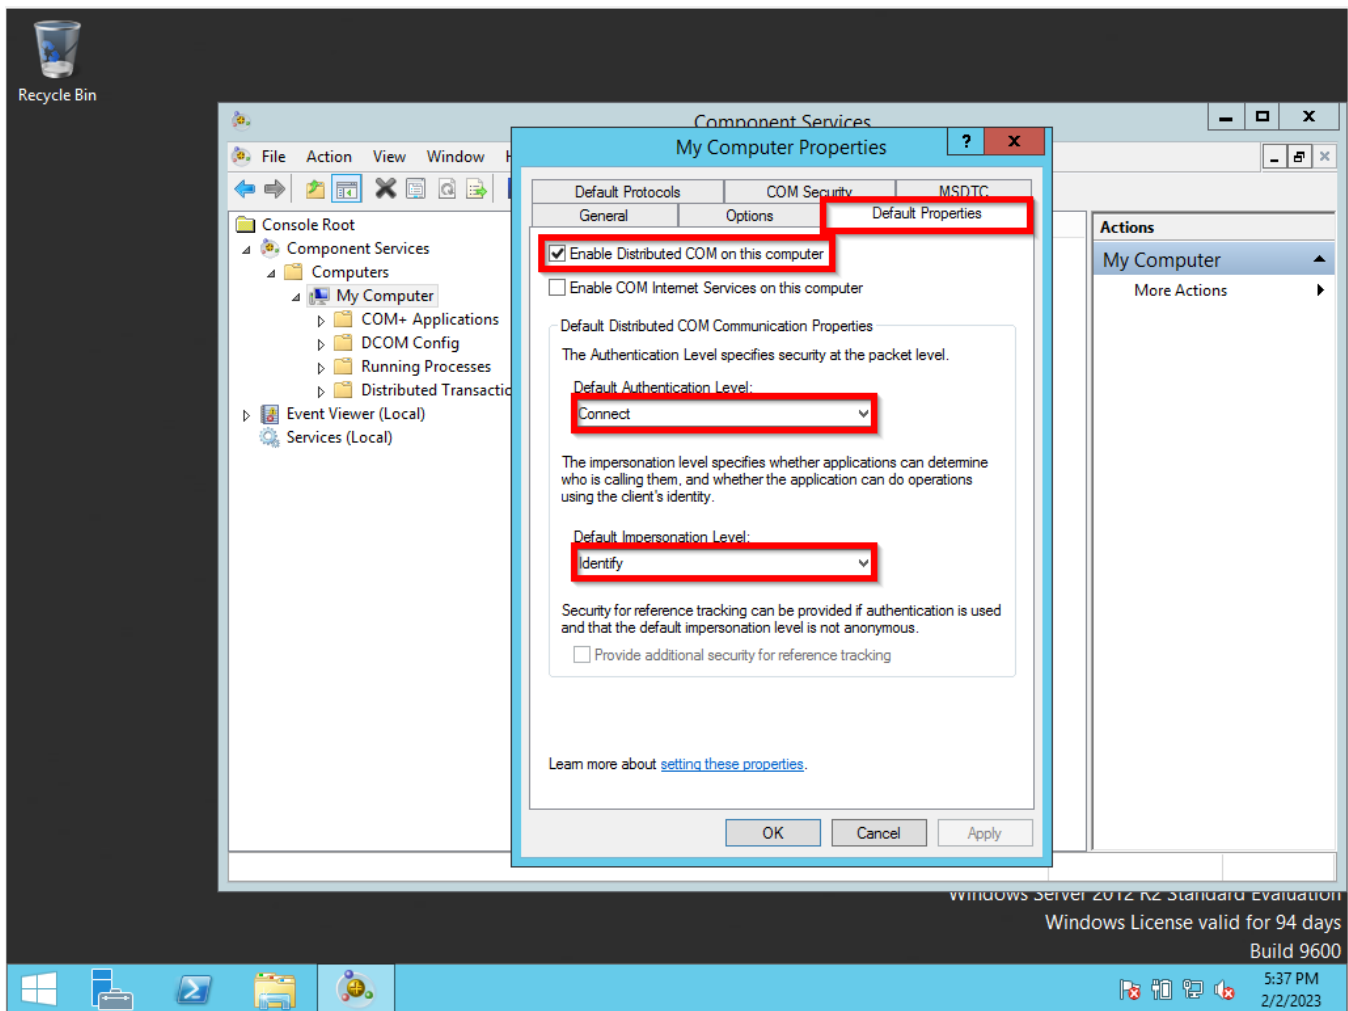 Recycle Bin
Component Services
File Action View Window H
My Computer Properties
? x
Default Protocols COM Security MSDTC
General Options Default Properties
Console Root
Component Services
Computers
My Computer
COM+ Applications
DCOM Config
Running Processes
Distributed Transactio
Event Viewer (Local)
Services (Local)
Enable Distributed COM on this computer
Enable COM Internet Services on this computer
Default Distributed COM Communication Properties
The Authentication Level specifies security at the packet level.
Default Authentication Level:
Connect
The impersonation level specifies whether applications can determine
who is calling them, and whether the application can do operations
using the client's identity.
Default Impersonation Level:
Identify
Security for reference tracking can be provided if authentication is used
and that the default impersonation level is not anonymous.
Provide additional security for reference tracking
Learn more about setting these properties.
OK Cancel Apply
Actions
My Computer
More Actions
Windows Server 2012 R2 Standard Evaluation
Windows License valid for 94 days
Build 9600
5:37 PM
2/2/2023